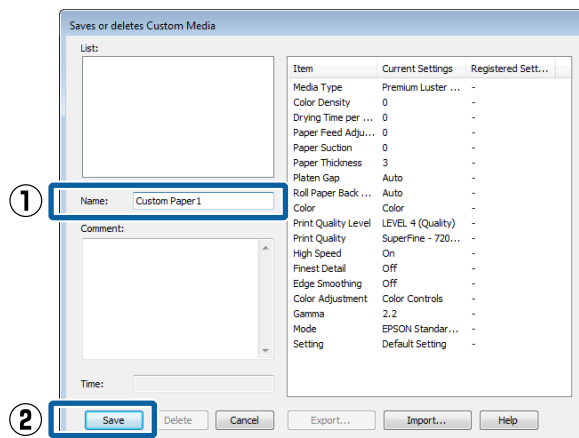 Saves or deletes Custom Media
List:
Item Current Settings Registered Sett...
Media Type Premium Luster ... -
Color Density 0 -
Drying Time per ... 0 -
Paper Feed Adju... 0 -
Paper Suction 0 -
Paper Thickness 3 -
Platen Gap Auto -
Roll Paper Back ... Auto -
Color Color -
Print Quality Level LEVEL 4 (Quality) -
Print Quality SuperFine - 720... -
High Speed On -
Finest Detail Off -
Edge Smoothing Off -
Color Adjustment Color Controls -
Gamma 2.2 -
Mode EPSON Standar... -
Setting Default Setting -
① Name: Custom Paper1
Comment:
Time:
② Save Delete Cancel Export... Import... Help